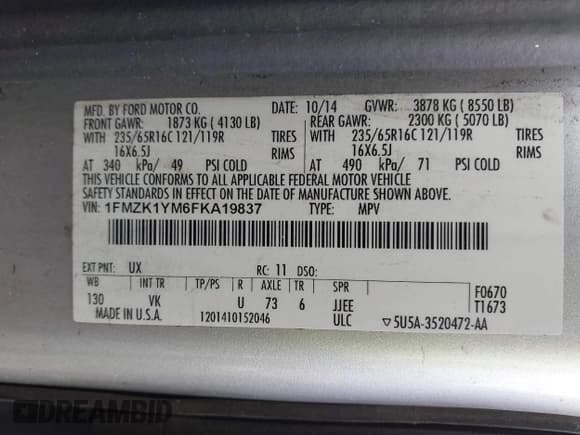 MFD. BY FORD MOTOR CO. DATE: 10/14 GVWR: 3878 KG ( 8550 LB)
FRONT GAWR: 1873 KG ( 4130 LB) REAR GAWR: 2300 KG ( 5070 LB)
WITH 235/65R16C 121/119R TIRES WITH 235/65R16C 121/119R TIRES
16X6.5J RIMS 16X6.5J RIMS
AT 340 kPa/ 49 PSI COLD AT 490 kPa/ 71 PSI COLD
THIS VEHICLE CONFORMS TO ALL APPLICABLE FEDERAL MOTOR VEHICLE
SAFETY STANDARDS IN EFFECT ON THE DATE OF MANUFACTURE SHOWN ABOVE.
VIN: 1FMZK1YM6FKA19837 TYPE: MPV
EXT PNT: UX RC: 11 DSO:
WB INT TR TP/PS R AXLE TR SPR F0670
130 VK U 73 6 JJEE T1673
MADE IN U.S.A. 1201410152046 ULC ▽5U5A-3520472-AA
DREAMBID